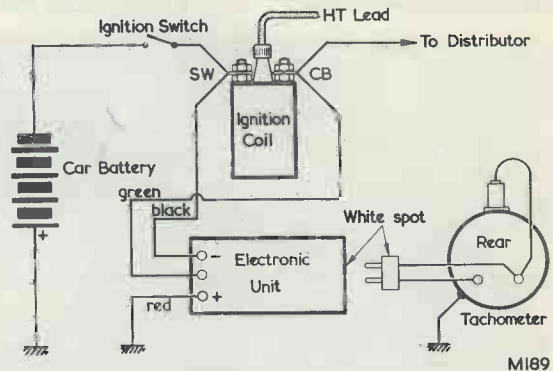 HT Lead
Ignition Switch
To Distributor
SW
CB
Ignition
Coil
Car Battery
+
green
black
White spot
-
Electronic
Unit
Rear
red
+
Tachometer
M189